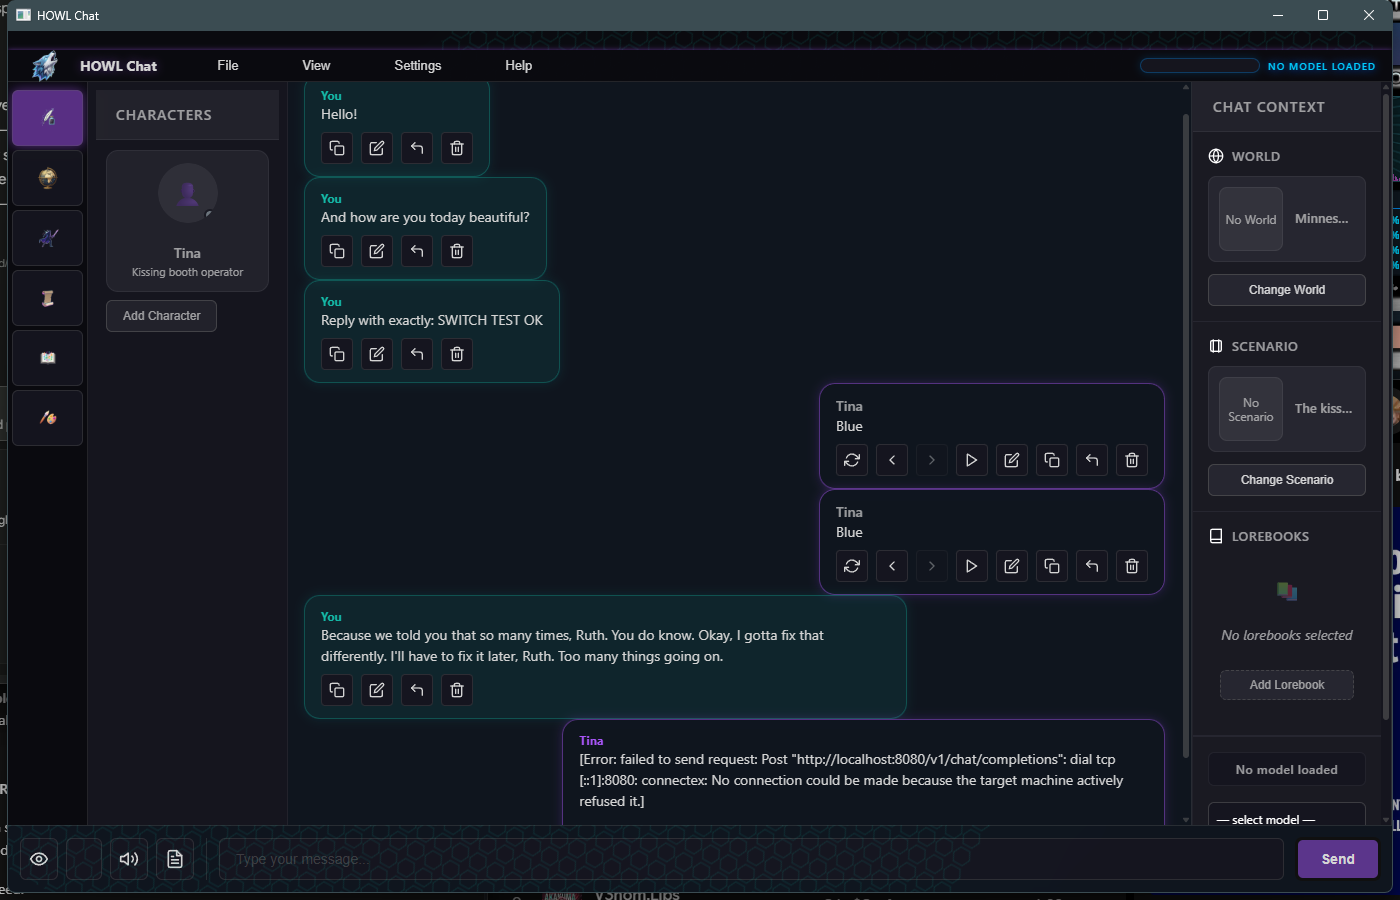 HOWL Chat
HOWL Chat
File
View
Settings
Help
NO MODEL LOADED
CHARACTERS
Tina
Kissing booth operator
Add Character
You
Hello!
You
And how are you today beautiful?
You
Reply with exactly: SWITCH TEST OK
Tina
Blue
Tina
Blue
You
Because we told you that so many times, Ruth. You do know. Okay, I gotta fix that
differently. I'll have to fix it later, Ruth. Too many things going on.
Tina
[Error: failed to send request: Post "http://localhost:8080/v1/chat/completions": dial tcp
[::1]:8080: connectex: No connection could be made because the target machine actively
refused it.]
CHAT CONTEXT
WORLD
No World
Minnes...
Change World
SCENARIO
No
Scenario
The kiss...
Change Scenario
LOREBOOKS
No lorebooks selected
Add Lorebook
No model loaded
— select model —
Type your message...
Send